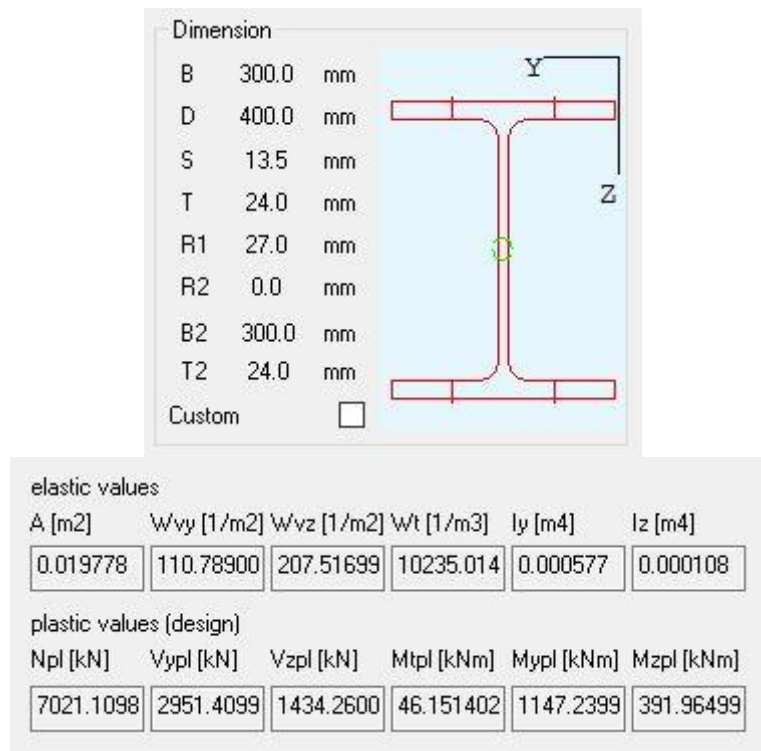 Dimension
B 300.0 mm
D 400.0 mm
S 13.5 mm
T 24.0 mm
R1 27.0 mm
R2 0.0 mm
B2 300.0 mm
T2 24.0 mm
Custom
Y
Z
elastic values
A [m2] Wvy [1/m2] Wvz [1/m2] Wt [1/m3] Iy [m4] Iz [m4]
0.019778 110.78900 207.51699 10235.014 0.000577 0.000108
plastic values (design)
Npl [kN] Vypl [kN] Vzpl [kN] Mtpl [kNm] Mypl [kNm] Mzpl [kNm]
7021.1098 2951.4099 1434.2600 46.151402 1147.2399 391.96499